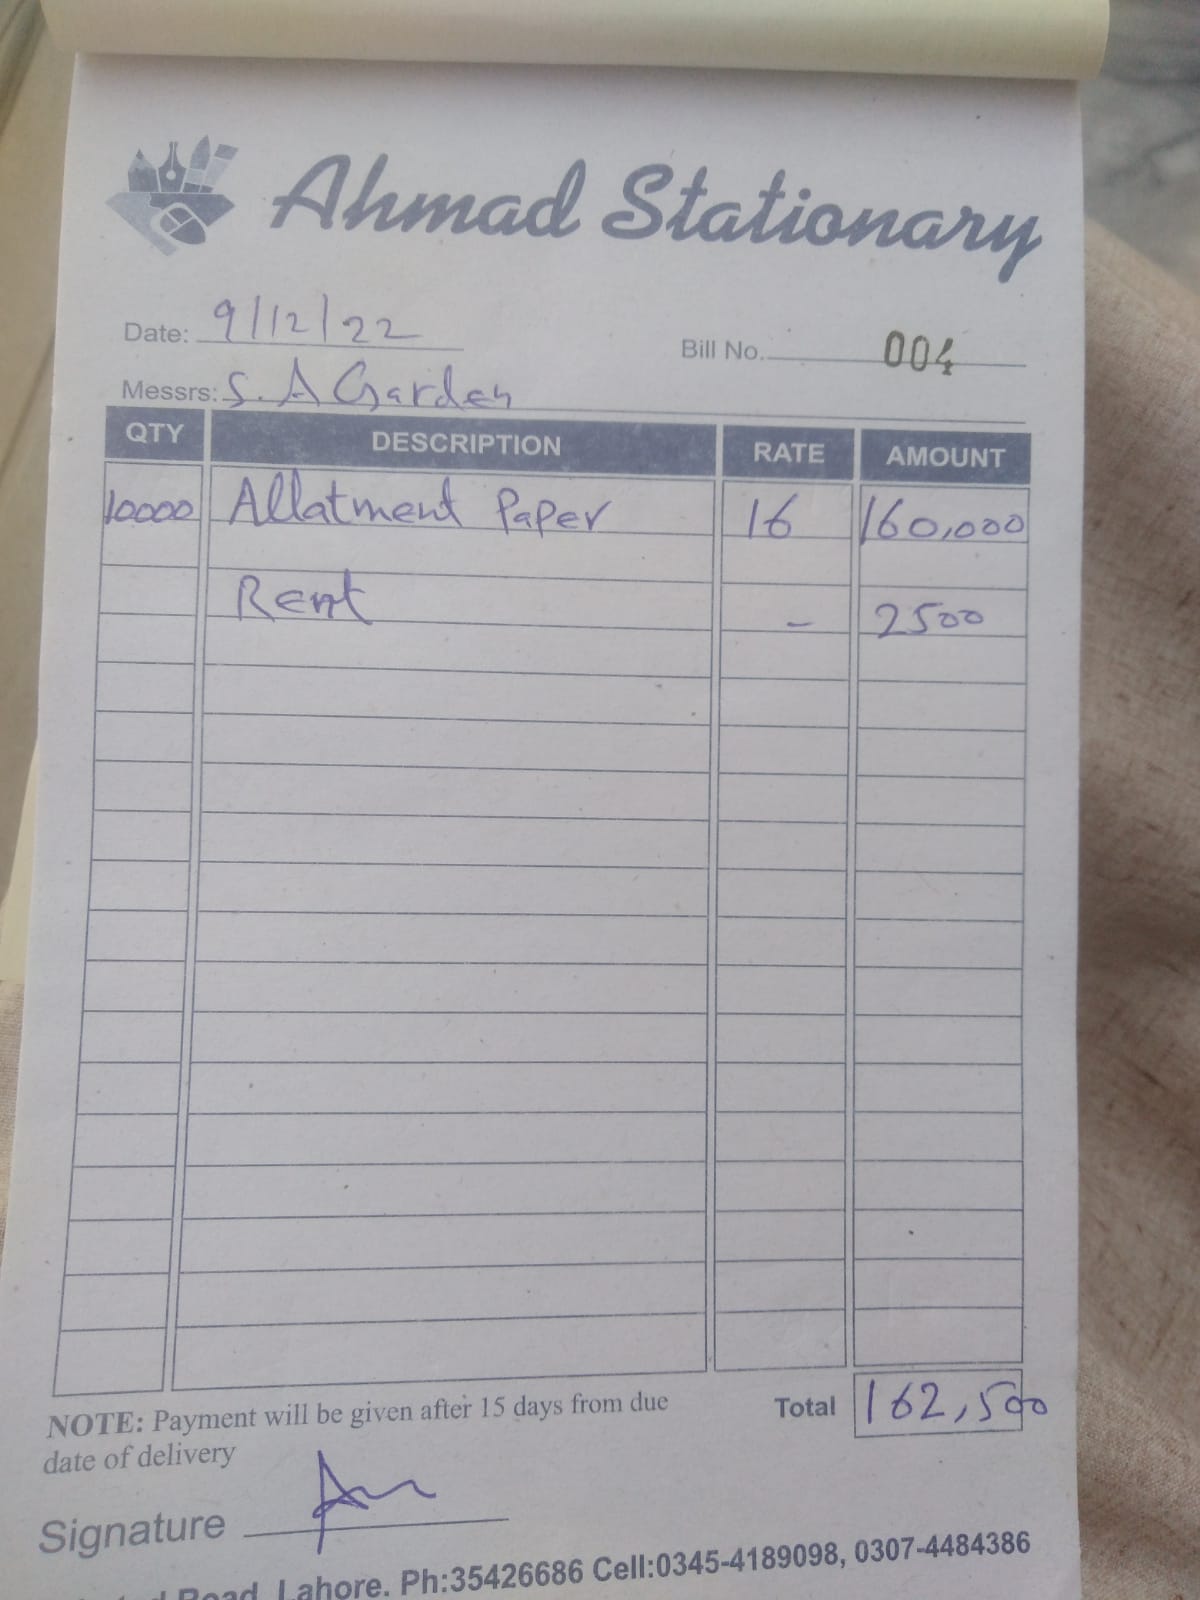 Ahmad Stationary
Date: 9/12/22
Bill No. 004
Messrs: S. A Garden
QTY DESCRIPTION RATE AMOUNT
10000 Allatment Paper 16 160,000
Rent - 2500
NOTE: Payment will be given after 15 days from due
date of delivery
Total 162,500
Signature
Road, Lahore. Ph:35426686 Cell:0345-4189098, 0307-4484386